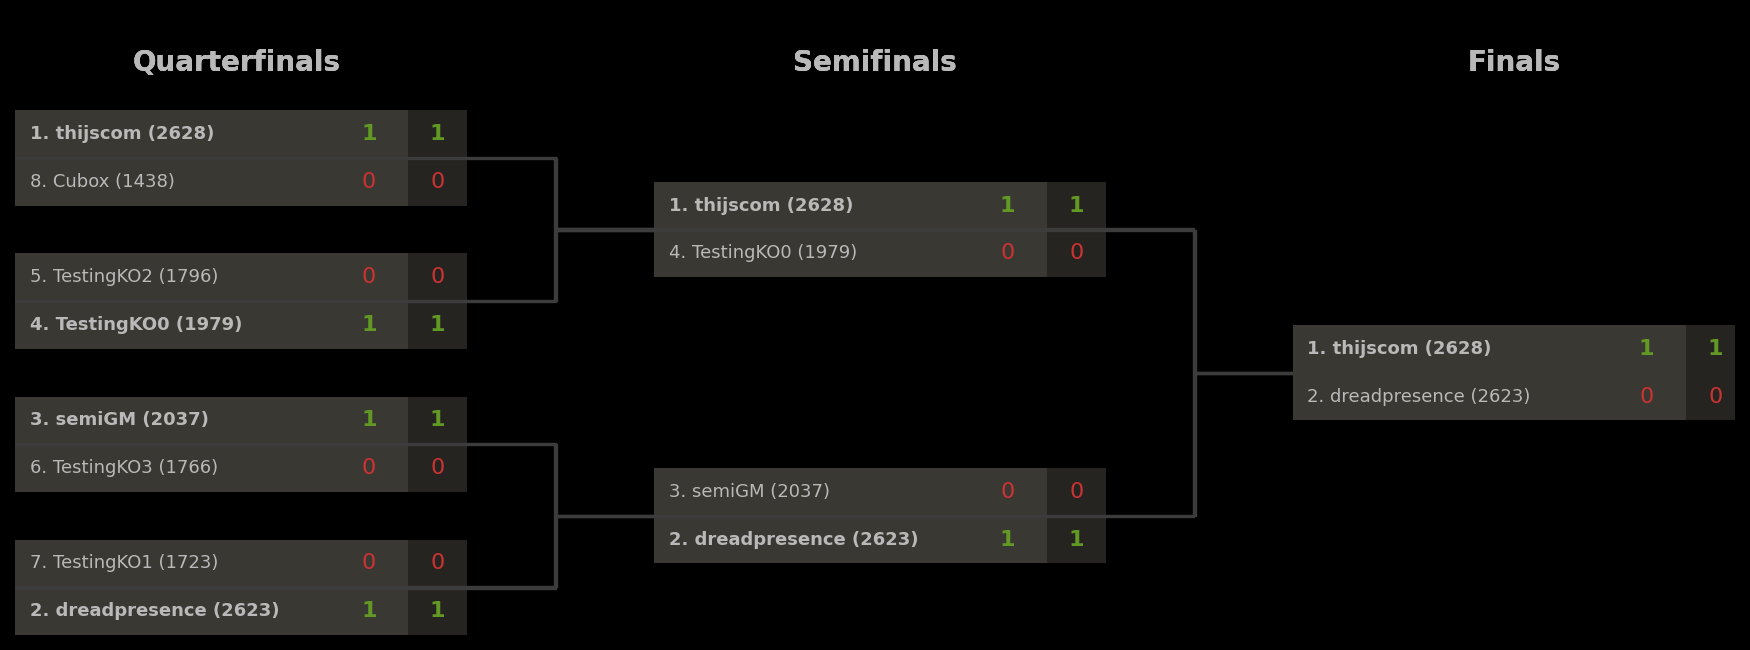 Quarterfinals
1. thijscom (2628) 1 1
8. Cubox (1438) 0 0
5. TestingKO2 (1796) 0 0
4. TestingKO0 (1979) 1 1
3. semiGM (2037) 1 1
6. TestingKO3 (1766) 0 0
7. TestingKO1 (1723) 0 0
2. dreadpresence (2623) 1 1
Semifinals
1. thijscom (2628) 1 1
4. TestingKO0 (1979) 0 0
3. semiGM (2037) 0 0
2. dreadpresence (2623) 1 1
Finals
1. thijscom (2628) 1 1
2. dreadpresence (2623) 0 0